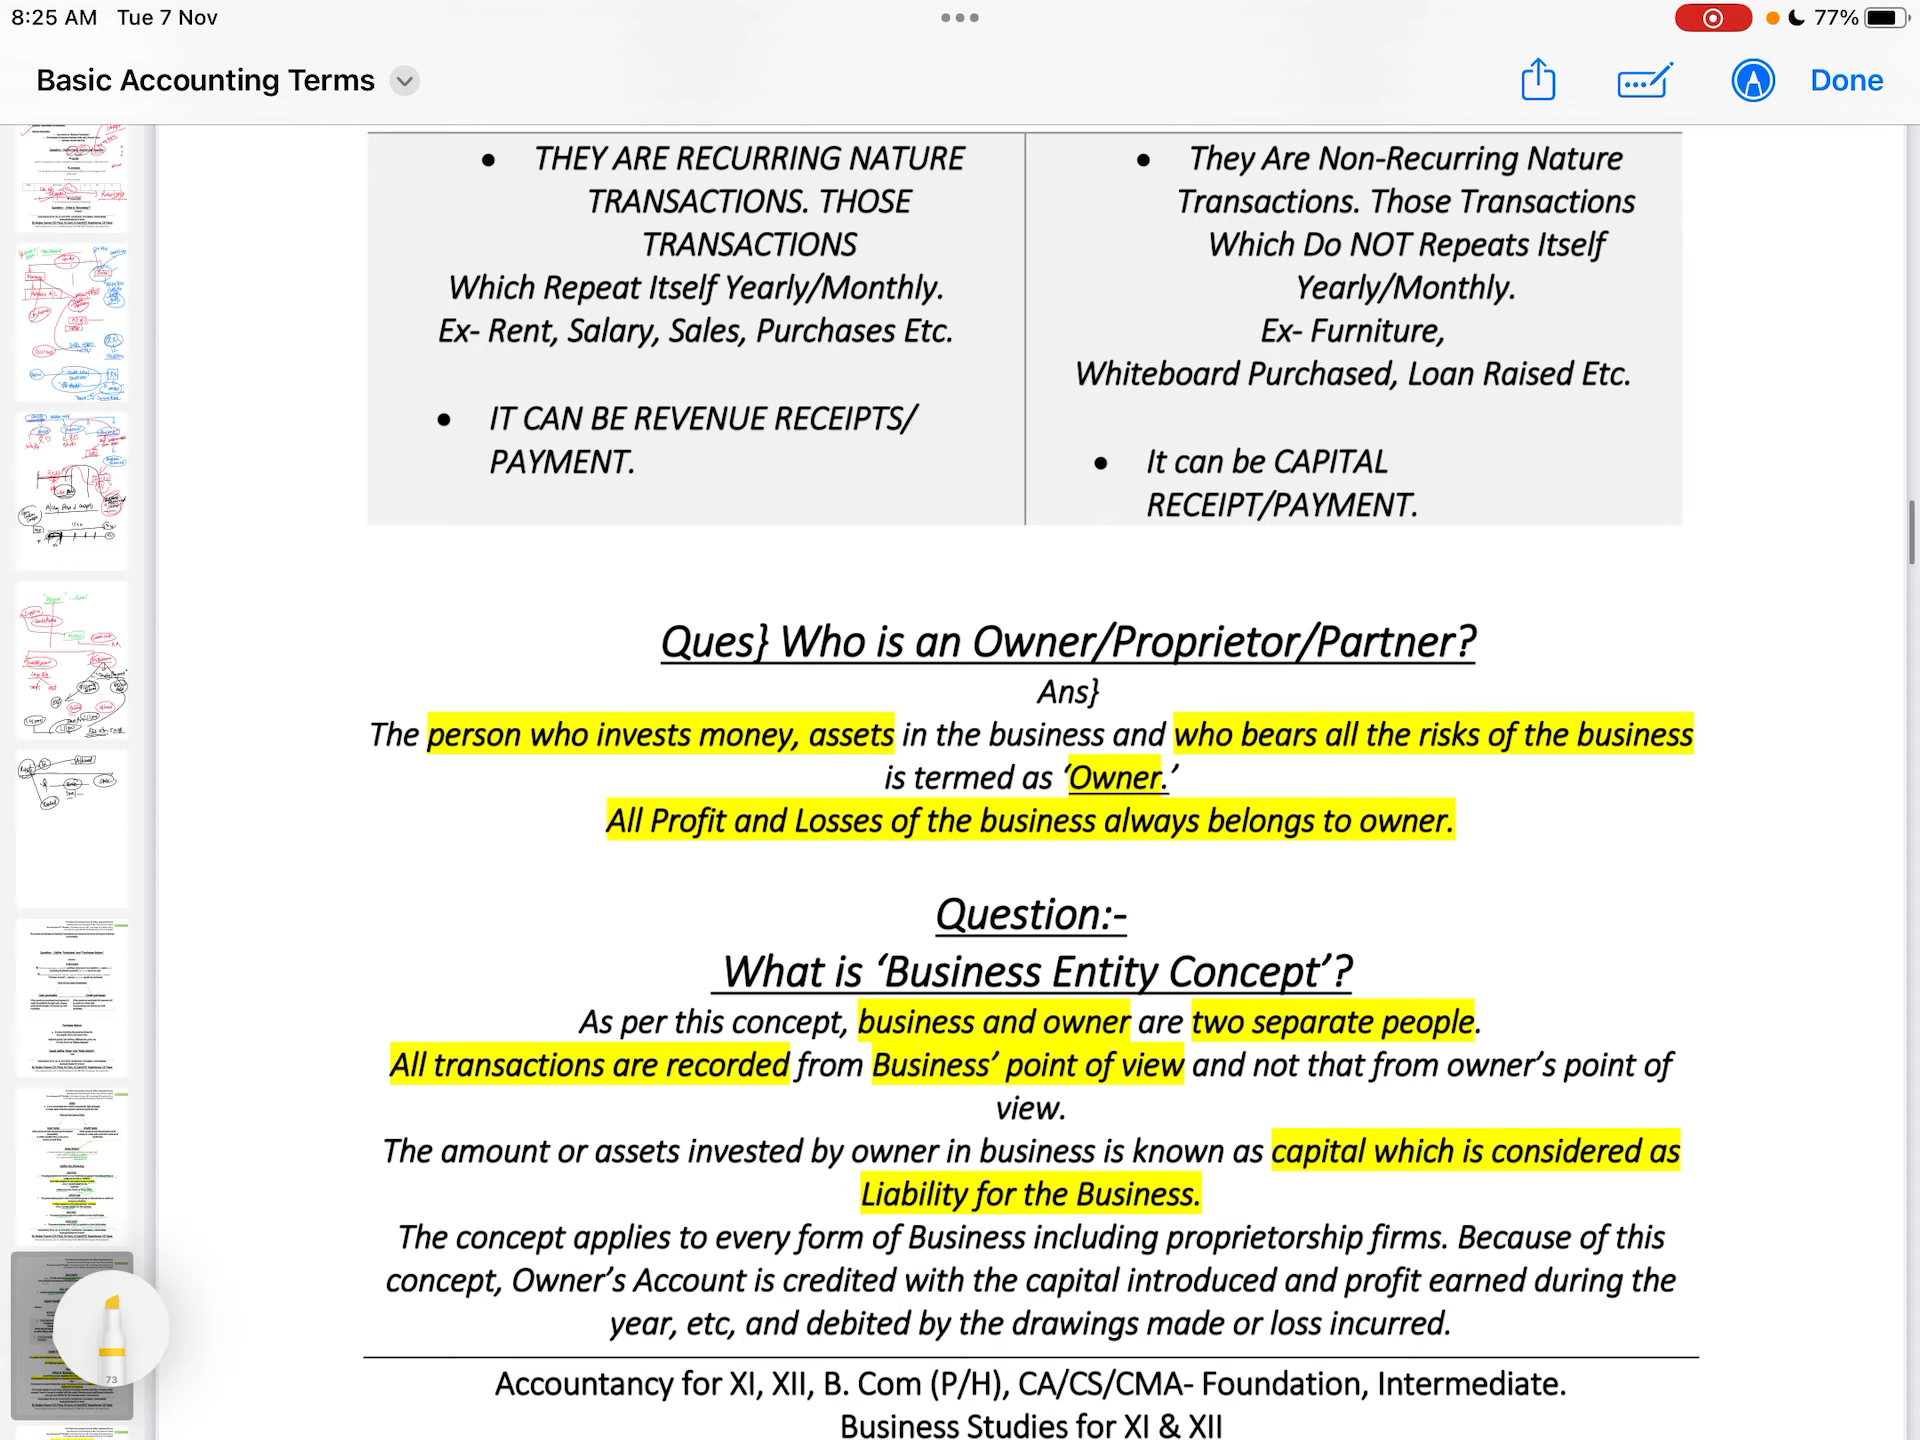 8:25 AM Tue 7 Nov
77%
Basic Accounting Terms
Done
• THEY ARE RECURRING NATURE
TRANSACTIONS. THOSE
TRANSACTIONS
Which Repeat Itself Yearly/Monthly.
Ex- Rent, Salary, Sales, Purchases Etc.
• IT CAN BE REVENUE RECEIPTS/
PAYMENT.
• They Are Non-Recurring Nature
Transactions. Those Transactions
Which Do NOT Repeats Itself
Yearly/Monthly.
Ex- Furniture,
Whiteboard Purchased, Loan Raised Etc.
• It can be CAPITAL
RECEIPT/PAYMENT.
Ques} Who is an Owner/Proprietor/Partner?
Ans}
The person who invests money, assets in the business and who bears all the risks of the business
is termed as ‘Owner.’
All Profit and Losses of the business always belongs to owner.
Question:-
What is ‘Business Entity Concept’?
As per this concept, business and owner are two separate people.
All transactions are recorded from Business’ point of view and not that from owner’s point of
view.
The amount or assets invested by owner in business is known as capital which is considered as
Liability for the Business.
The concept applies to every form of Business including proprietorship firms. Because of this
concept, Owner’s Account is credited with the capital introduced and profit earned during the
year, etc, and debited by the drawings made or loss incurred.
Accountancy for XI, XII, B. Com (P/H), CA/CS/CMA- Foundation, Intermediate.
Business Studies for XI & XII
73